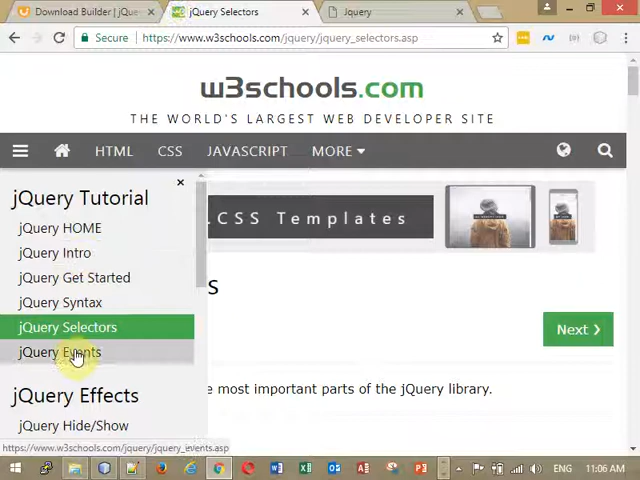 Download Builder | jQu
jQuery Selectors
Jquery
Secure
https://www.w3schools.com/jquery/jquery_selectors.asp
w3schools.com
THE WORLD'S LARGEST WEB DEVELOPER SITE
HTML
CSS
JAVASCRIPT
MORE
jQuery Tutorial
jQuery HOME
jQuery Intro
jQuery Get Started
jQuery Syntax
jQuery Selectors
jQuery Events
jQuery Effects
jQuery Hide/Show
.CSS Templates
s
Next ❯
e most important parts of the jQuery library.
https://www.w3schools.com/jquery/jquery_events.asp
ENG
11:06 AM